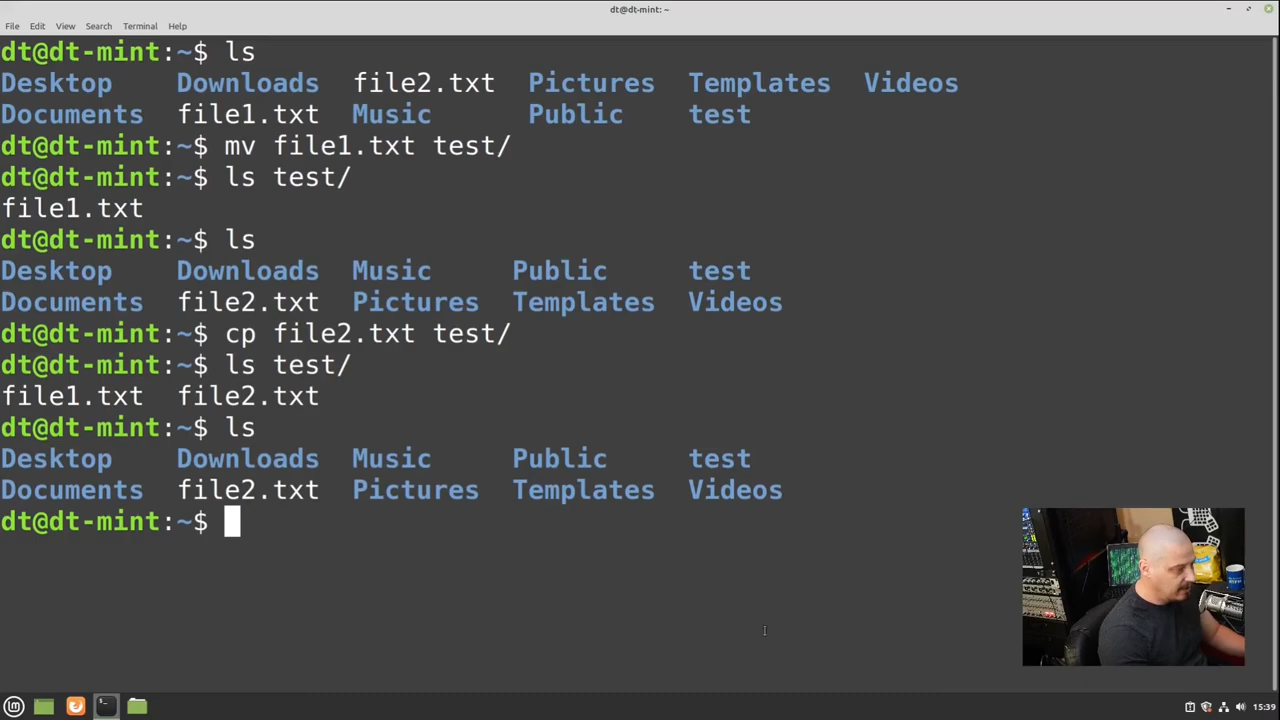 dt@dt-mint: ~
File Edit View Search Terminal Help
dt@dt-mint:~$ ls
Desktop Downloads file2.txt Pictures Templates Videos
Documents file1.txt Music Public test
dt@dt-mint:~$ mv file1.txt test/
dt@dt-mint:~$ ls test/
file1.txt
dt@dt-mint:~$ ls
Desktop Downloads Music Public test
Documents file2.txt Pictures Templates Videos
dt@dt-mint:~$ cp file2.txt test/
dt@dt-mint:~$ ls test/
file1.txt file2.txt
dt@dt-mint:~$ ls
Desktop Downloads Music Public test
Documents file2.txt Pictures Templates Videos
dt@dt-mint:~$
15:39